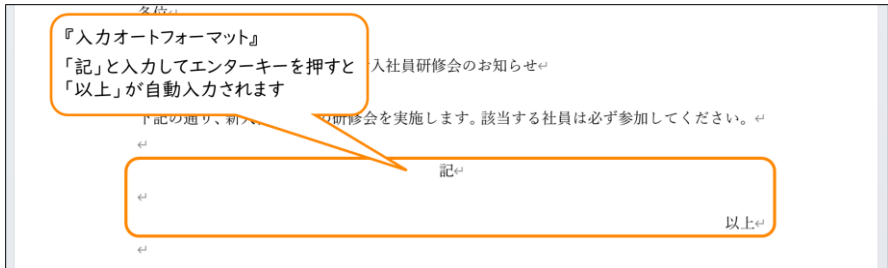 各位↵
『入力オートフォーマット』
「記」と入力してエンターキーを押すと
「以上」が自動入力されます
入社員研修会のお知らせ↵
下記の通り、新入 の研修会を実施します。該当する社員は必ず参加してください。↵
↵
記↵
↵
以上↵
↵